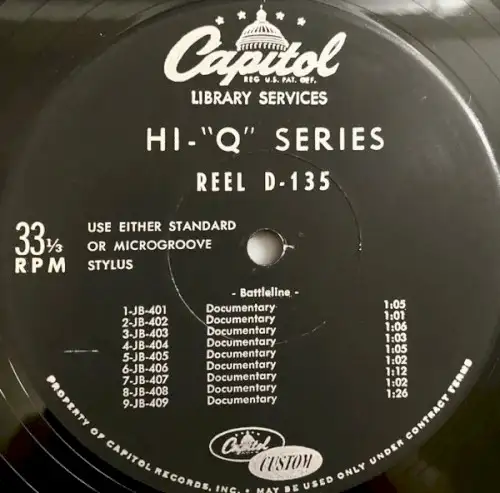 Capitol
REG. U.S. PAT. OFF.
LIBRARY SERVICES
HI-"Q" SERIES
REEL D-135
33 1/3
RPM
USE EITHER STANDARD
OR MICROGROOVE
STYLUS
- Battleline -
1-JB-401 Documentary 1:05
2-JB-402 Documentary 1:01
3-JB-403 Documentary 1:06
4-JB-404 Documentary 1:03
5-JB-405 Documentary 1:05
6-JB-406 Documentary 1:02
7-JB-407 Documentary 1:12
8-JB-408 Documentary 1:02
9-JB-409 Documentary 1:26
Capitol
CUSTOM
PROPERTY OF CAPITOL RECORDS, INC. • MAY BE USED ONLY UNDER CONTRACT TERMS